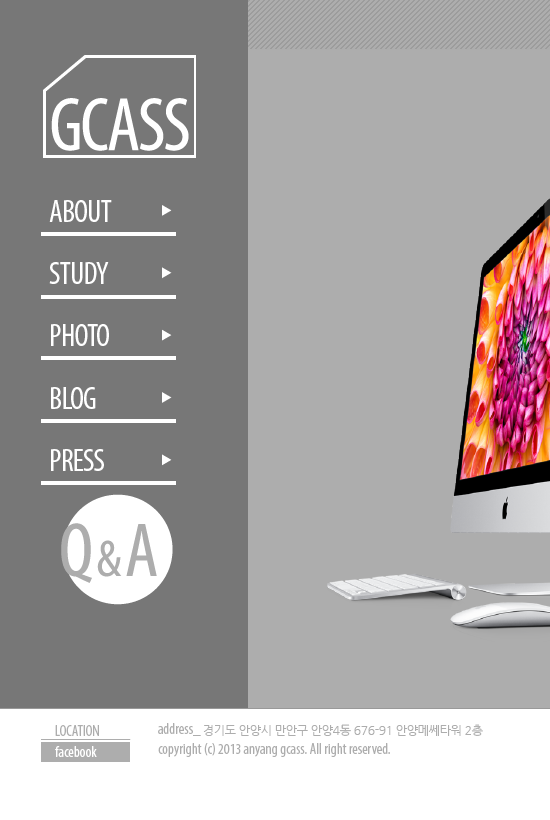 GCASS
ABOUT
STUDY
PHOTO
BLOG
PRESS
Q & A
LOCATION
facebook
address_ 경기도 안양시 만안구 안양4동 676-91 안양메쎄타워 2층
copyright (c) 2013 anyang gcass. All right reserved.